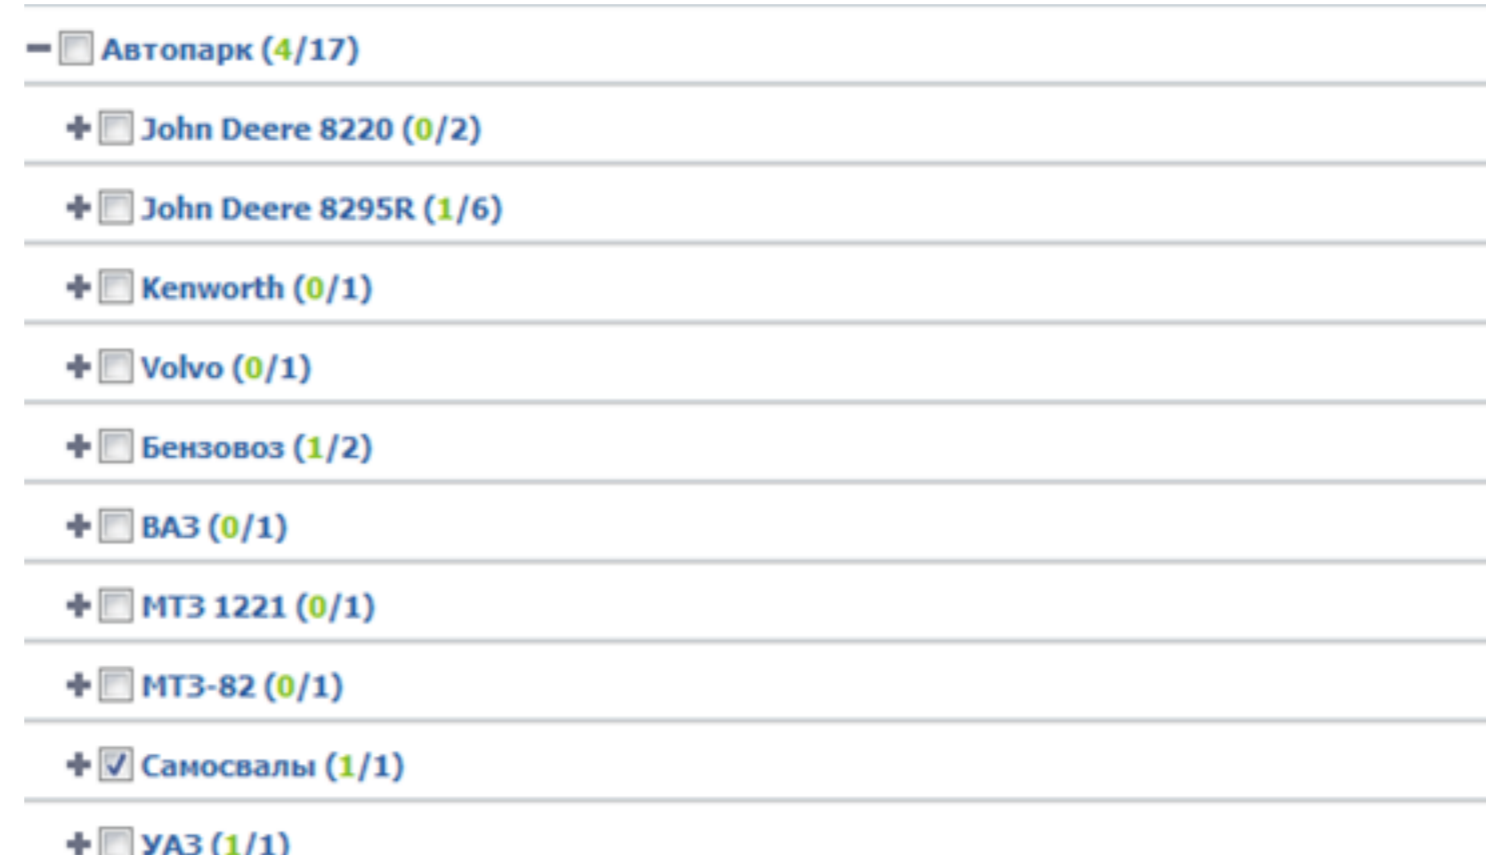 Автопарк (4/17)
John Deere 8220 (0/2)
John Deere 8295R (1/6)
Kenworth (0/1)
Volvo (0/1)
Бензовоз (1/2)
ВАЗ (0/1)
МТЗ 1221 (0/1)
МТЗ-82 (0/1)
Самосвалы (1/1)
УАЗ (1/1)